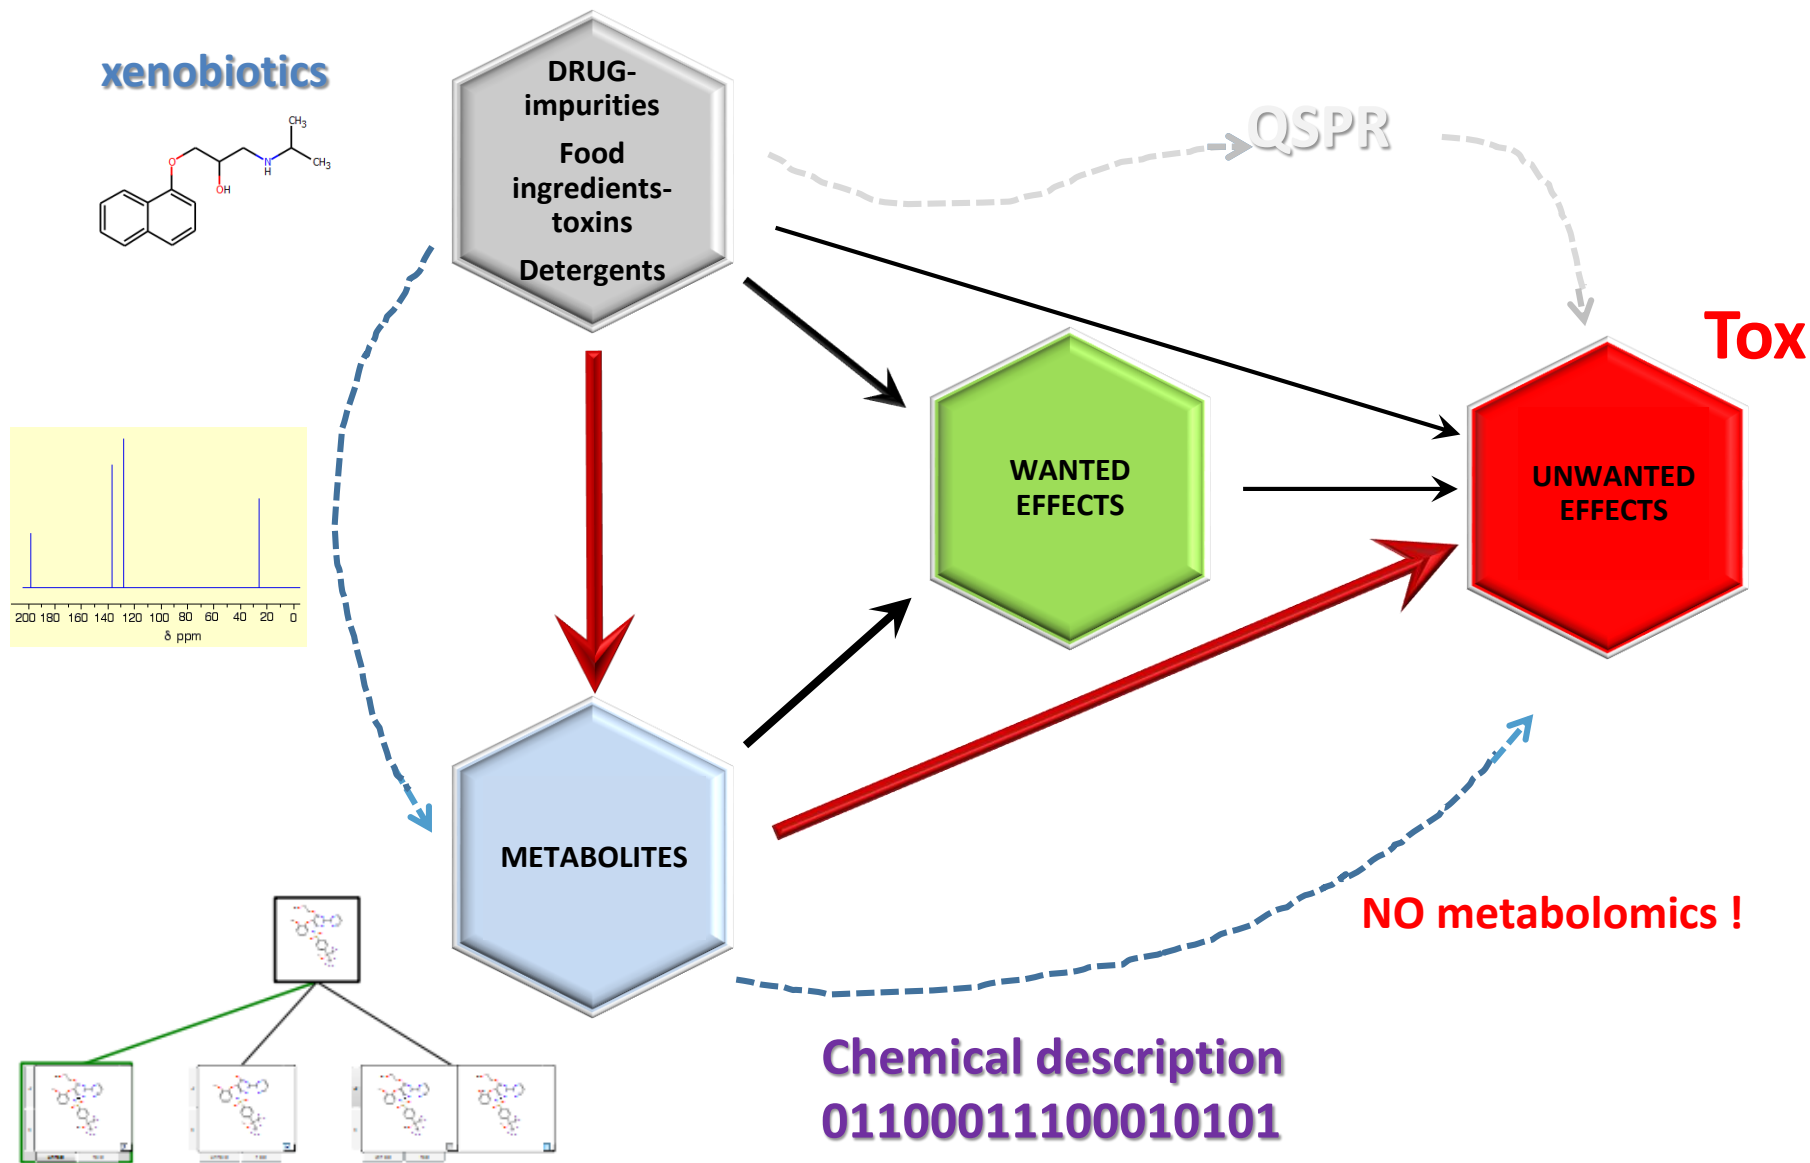 xenobiotics
CH₃
CH₃
N
H
O
OH
DRUG-
impurities
Food
ingredients-
toxins
Detergents
QSPR
Tox
WANTED
EFFECTS
UNWANTED
EFFECTS
200 180 160 140 120 100 80 60 40 20 0
δ ppm
METABOLITES
NO metabolomics !
Chemical description
01100011100010101